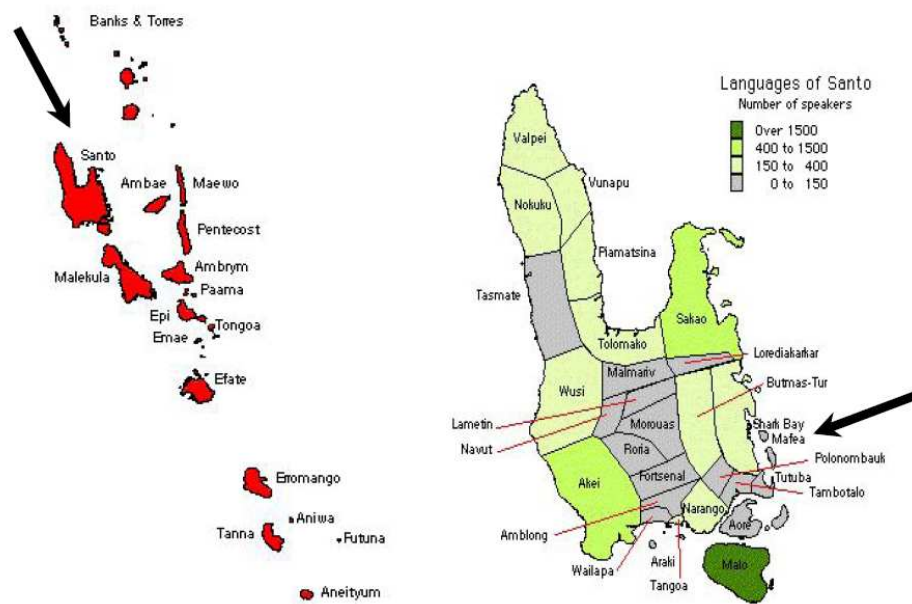 Banks & Torres
Santo
Ambae
Maewo
Pentecost
Malekula
Ambrym
Paama
Epi
Tongoa
Emae
Efate
Erromango
Aniwa
Tanna
Futuna
Aneityum
Languages of Santo
Number of speakers
Over 1500
400 to 1500
150 to 400
0 to 150
Valpei
Vunapu
Nokuku
Piamatsina
Tasmate
Sakao
Tolomako
Lorediakarkar
Malmariv
Butmas-Tur
Wusi
Lametin
Morouas
Shark Bay
Mafea
Navut
Roria
Polonombauk
Akei
Fortsenal
Tutuba
Tambotalo
Narango
Aore
Amblong
Wailapa
Araki
Tangoa
Malo